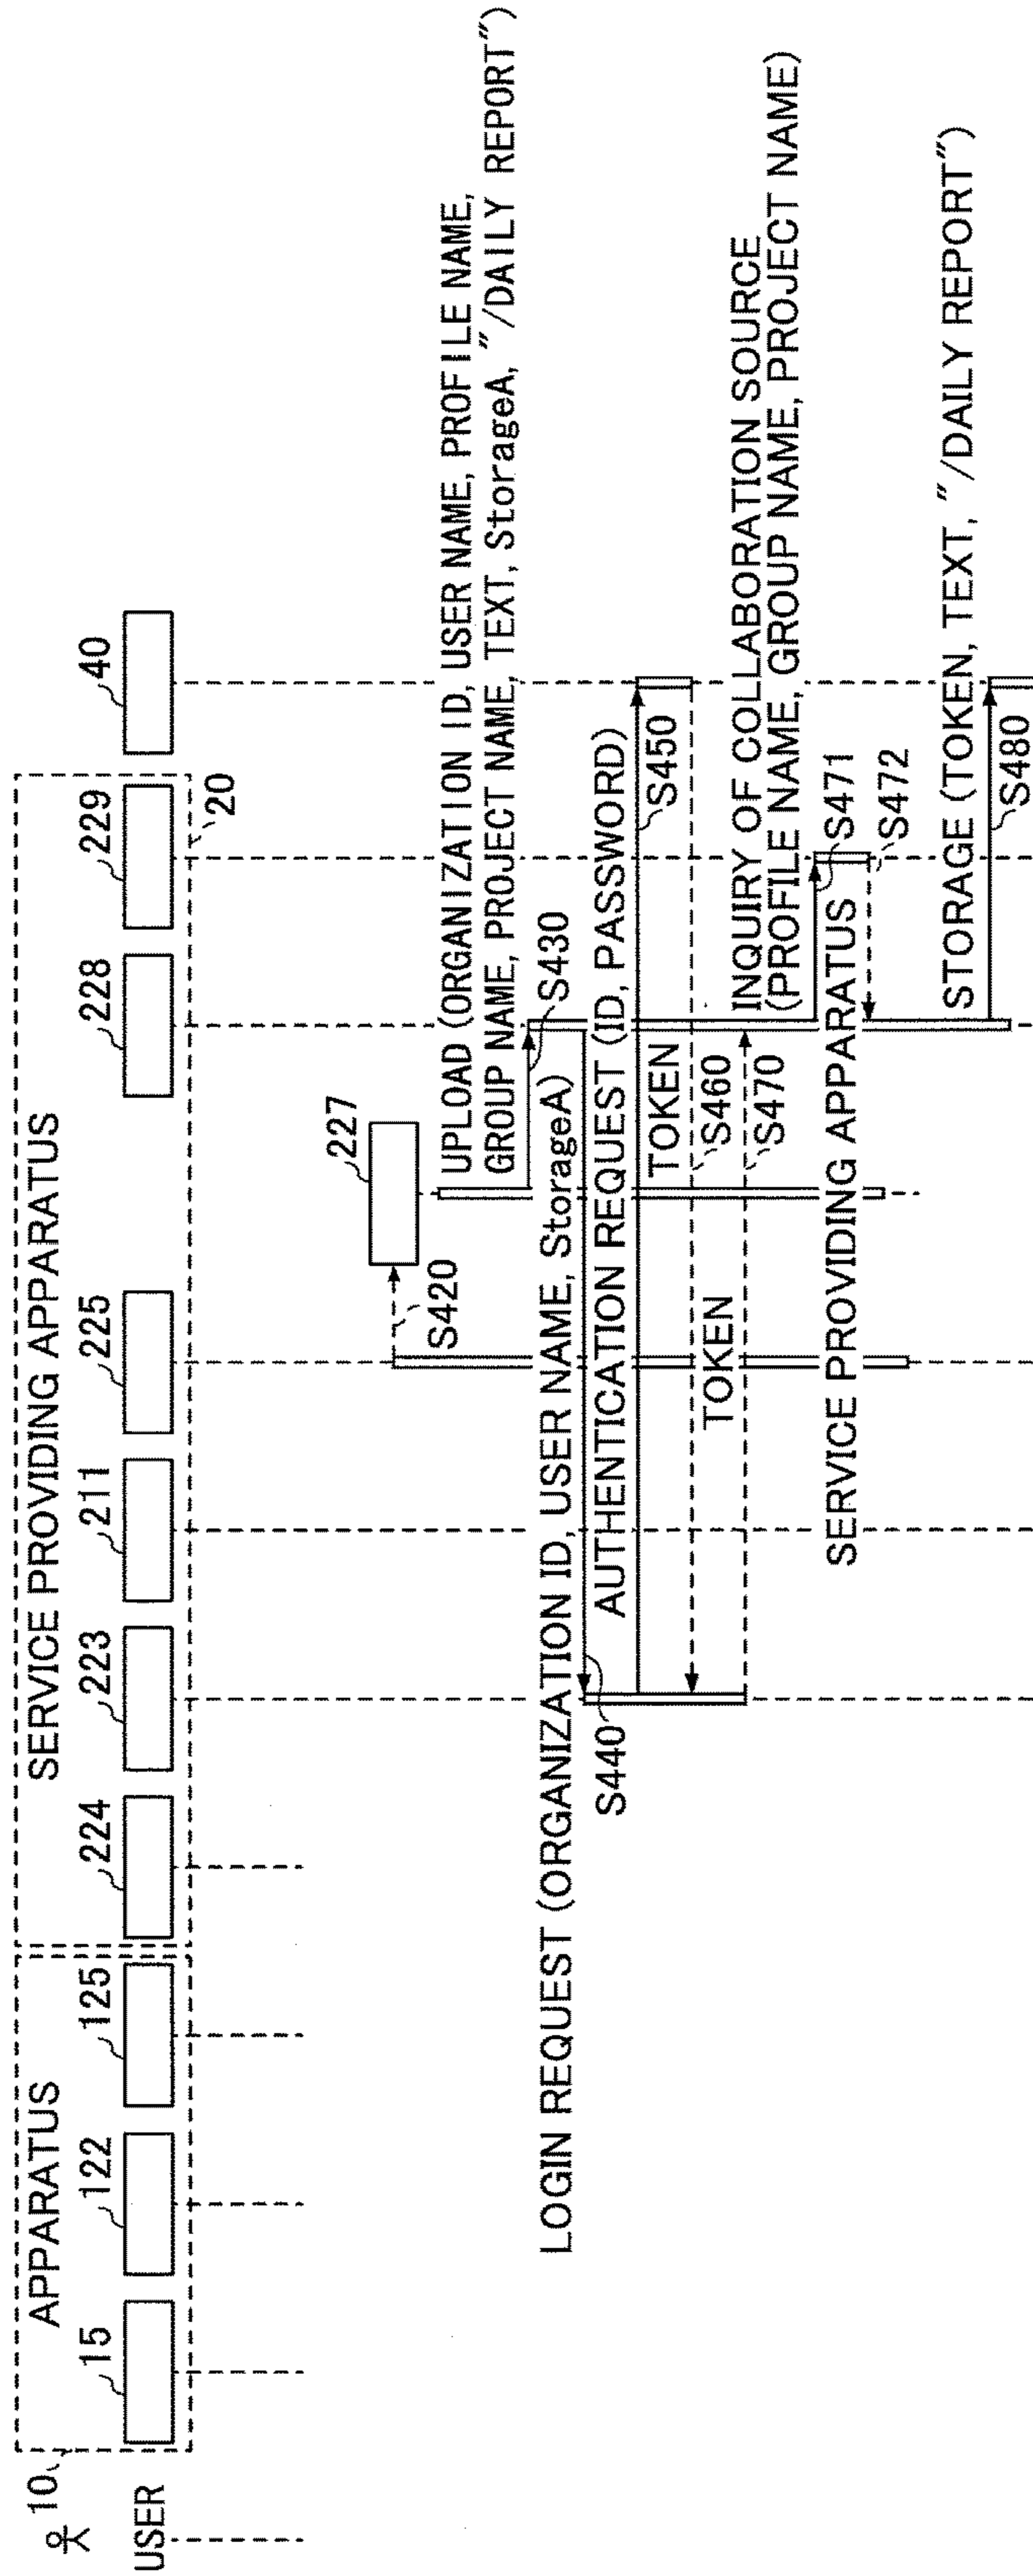 10
USER
APPARATUS
15
122
125
SERVICE PROVIDING APPARATUS
224
223
211
225
228
229
20
40
227
S420
UPLOAD (ORGANIZATION ID, USER NAME, PROFILE NAME,
GROUP NAME, PROJECT NAME, TEXT, StorageA, "/DAILY REPORT")
S430
LOGIN REQUEST (ORGANIZATION ID, USER NAME, StorageA)
S440
AUTHENTICATION REQUEST (ID, PASSWORD)
S450
TOKEN
S460
TOKEN
S470
INQUIRY OF COLLABORATION SOURCE
(PROFILE NAME, GROUP NAME, PROJECT NAME)
S471
SERVICE PROVIDING APPARATUS
S472
STORAGE (TOKEN, TEXT, "/DAILY REPORT")
S480